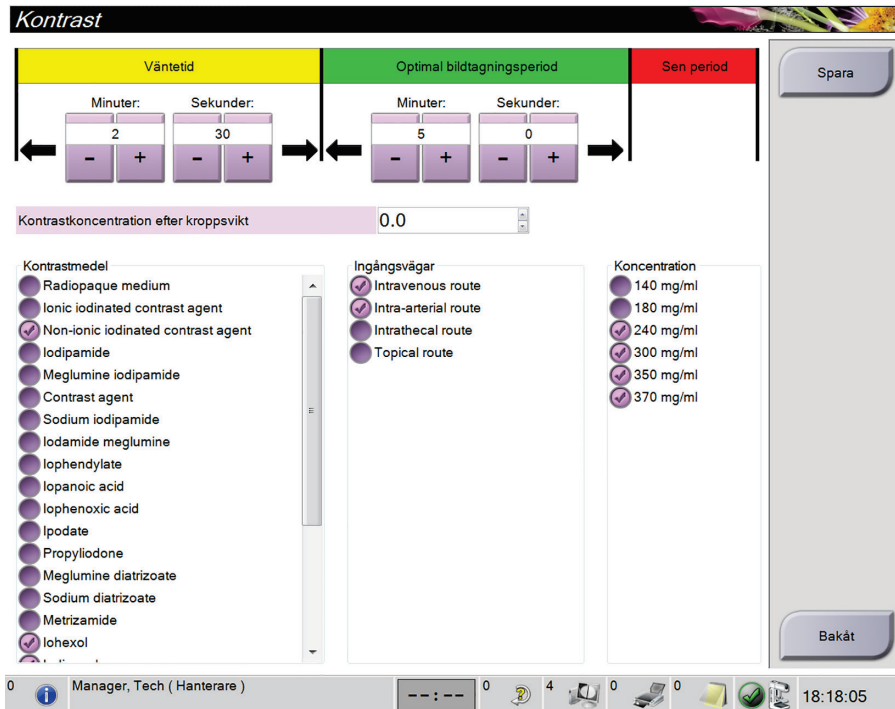 Kontrast
Väntetid
Optimal bildtagningsperiod
Sen period
Spara
Minuter:
Sekunder:
Minuter:
Sekunder:
2
30
5
0
- + - + - + - +
Kontrastkoncentration efter kroppsvikt
0.0
Kontrastmedel
Radiopaque medium
Ionic iodinated contrast agent
Non-ionic iodinated contrast agent
Iodipamide
Meglumine iodipamide
Contrast agent
Sodium iodipamide
Iodamide meglumine
Iophendylate
Iopanoic acid
Iophenoxic acid
Ipodate
Propyliodone
Meglumine diatrizoate
Sodium diatrizoate
Metrizamide
Iohexol
Ingångsvägar
Intravenous route
Intra-arterial route
Intrathecal route
Topical route
Koncentration
140 mg/ml
180 mg/ml
240 mg/ml
300 mg/ml
350 mg/ml
370 mg/ml
Bakåt
0
Manager, Tech ( Hanterare )
--:--
0
4
0
0
18:18:05